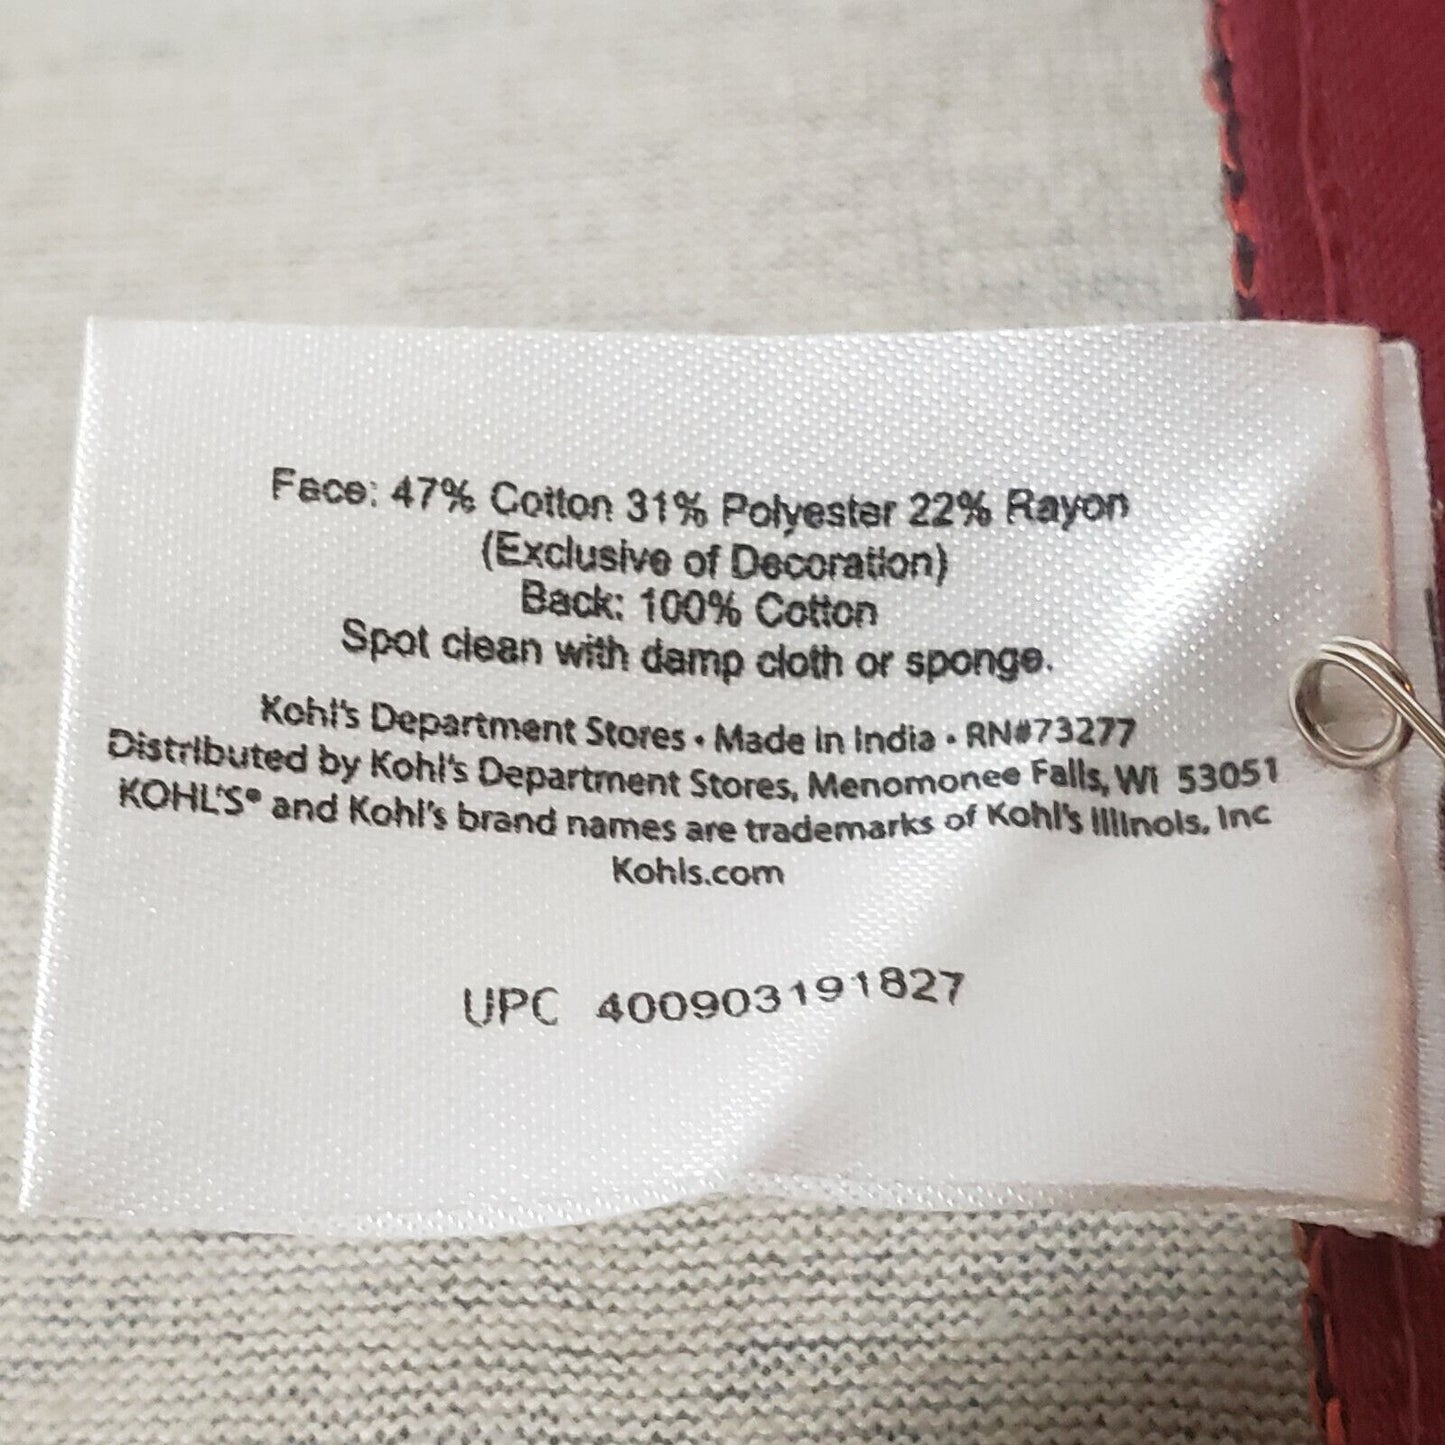 Face: 47% Cotton 31% Polyester 22% Rayon
(Exclusive of Decoration)
Back: 100% Cotton
Spot clean with damp cloth or sponge.
Kohl's Department Stores • Made in India • RN#73277
Distributed by Kohl's Department Stores, Menomonee Falls, WI 53051
KOHL'S® and Kohl's brand names are trademarks of Kohl's Illinois, Inc
Kohls.com
UPC 400903191827